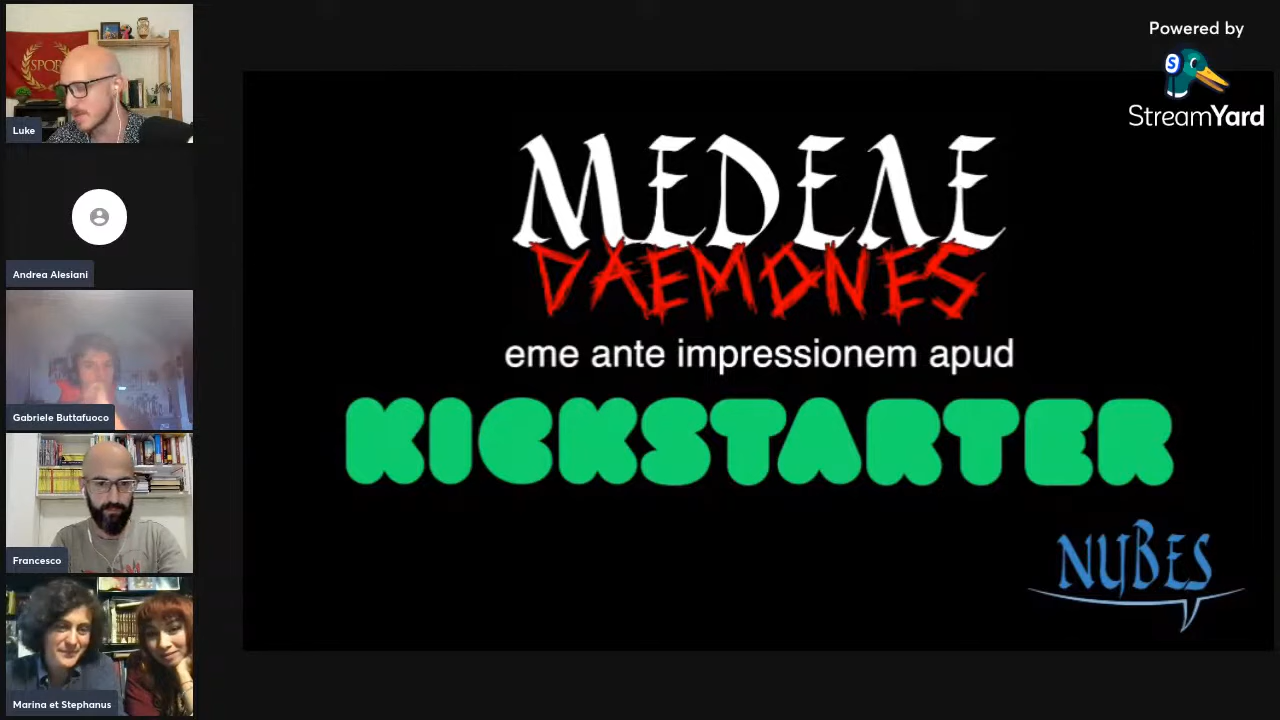 SPQR
Luke
Andrea Alesiani
Gabriele Buttafuoco
Francesco
Marina et Stephanus
MEDEAE
DAEMONES
eme ante impressionem apud
KICKSTARTER
NUBES
Powered by
S
StreamYard